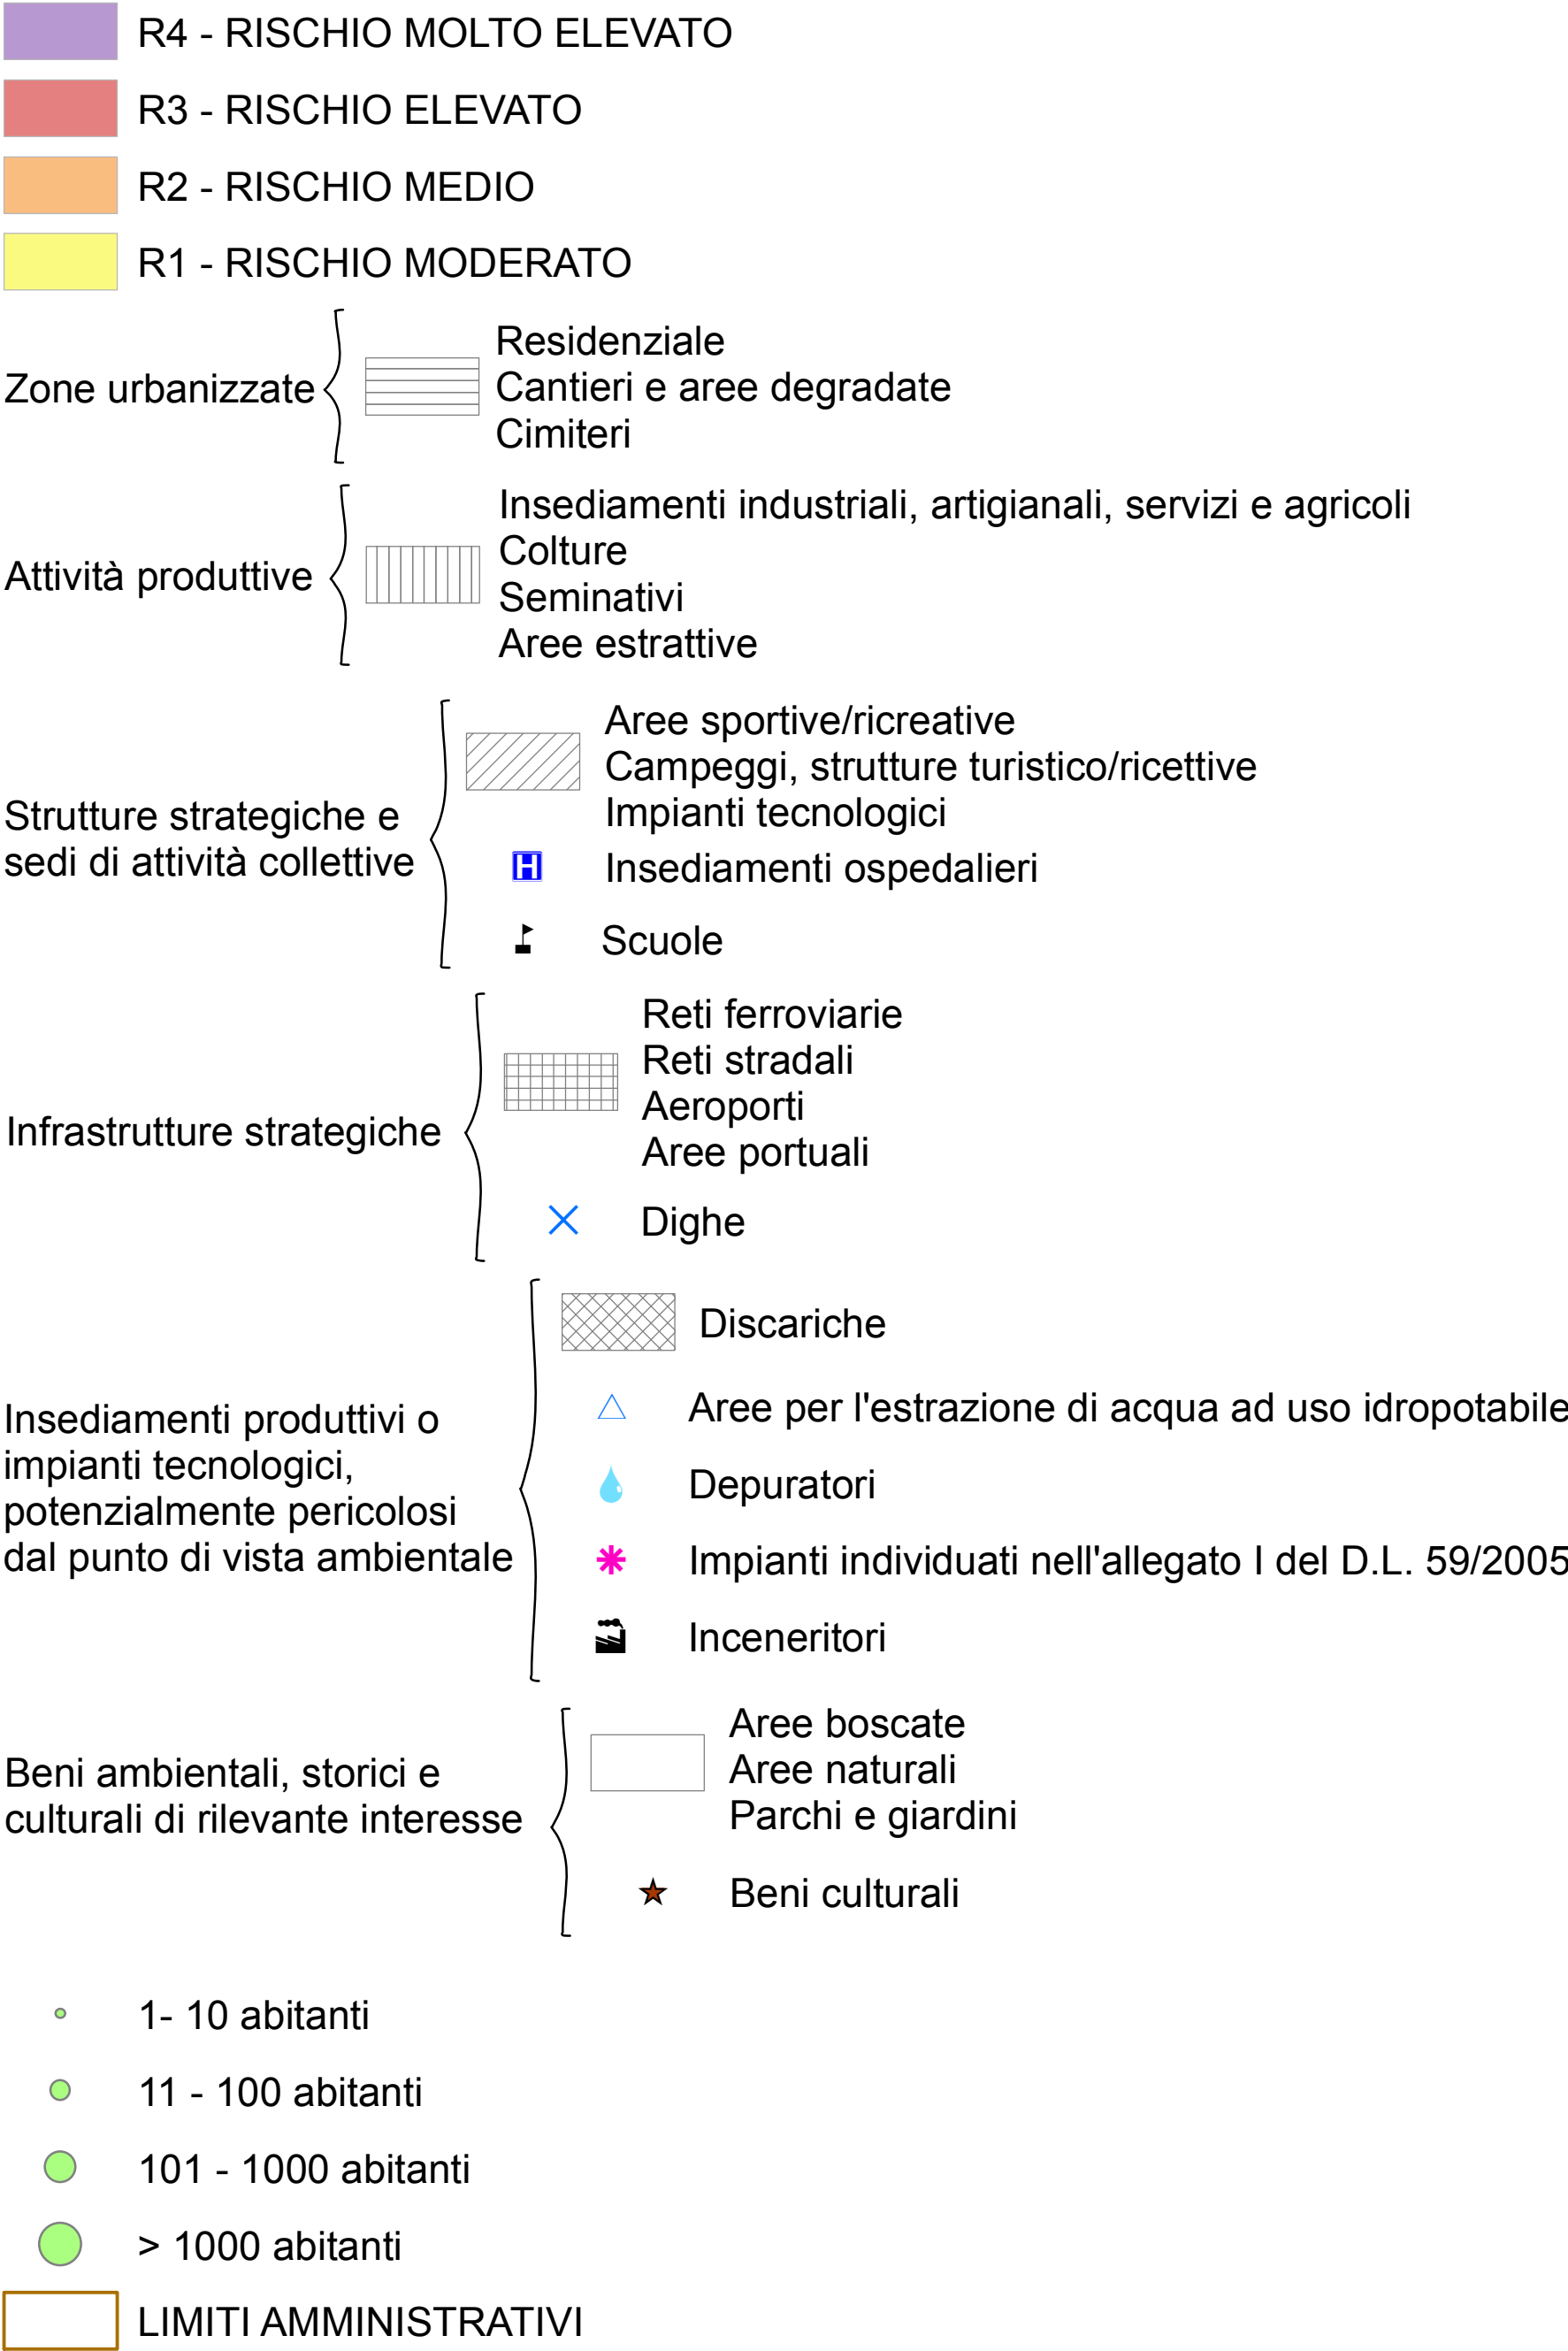 R4 - RISCHIO MOLTO ELEVATO
R3 - RISCHIO ELEVATO
R2 - RISCHIO MEDIO
R1 - RISCHIO MODERATO
Zone urbanizzate
Residenziale
Cantieri e aree degradate
Cimiteri
Attività produttive
Insediamenti industriali, artigianali, servizi e agricoli
Colture
Seminativi
Aree estrattive
Strutture strategiche e
sedi di attività collettive
Aree sportive/ricreative
Campeggi, strutture turistico/ricettive
Impianti tecnologici
H
Insediamenti ospedalieri
Scuole
Infrastrutture strategiche
Reti ferroviarie
Reti stradali
Aeroporti
Aree portuali
Dighe
Insediamenti produttivi o
impianti tecnologici,
potenzialmente pericolosi
dal punto di vista ambientale
Discariche
Aree per l'estrazione di acqua ad uso idropotabile
Depuratori
Impianti individuati nell'allegato I del D.L. 59/2005
Inceneritori
Beni ambientali, storici e
culturali di rilevante interesse
Aree boscate
Aree naturali
Parchi e giardini
Beni culturali
1- 10 abitanti
11 - 100 abitanti
101 - 1000 abitanti
> 1000 abitanti
LIMITI AMMINISTRATIVI